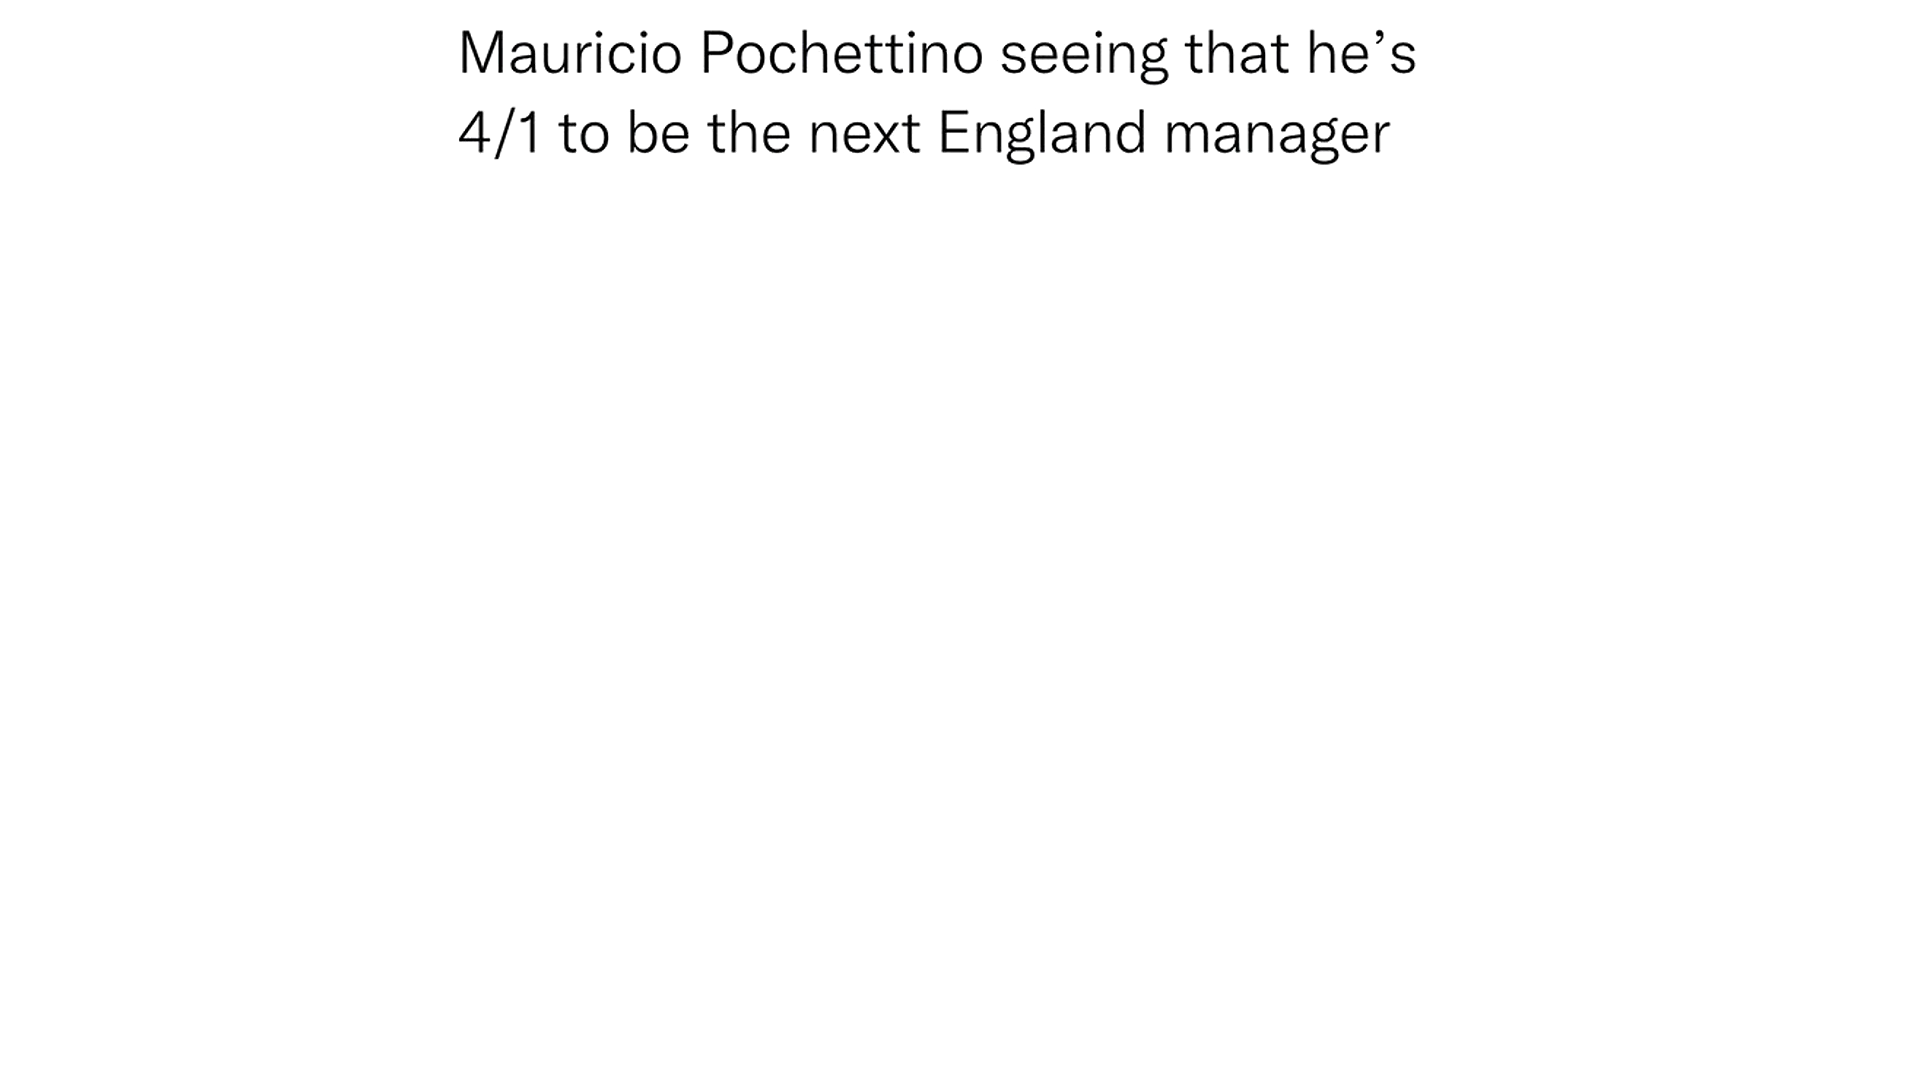 Mauricio Pochettino seeing that he’s
4/1 to be the next England manager